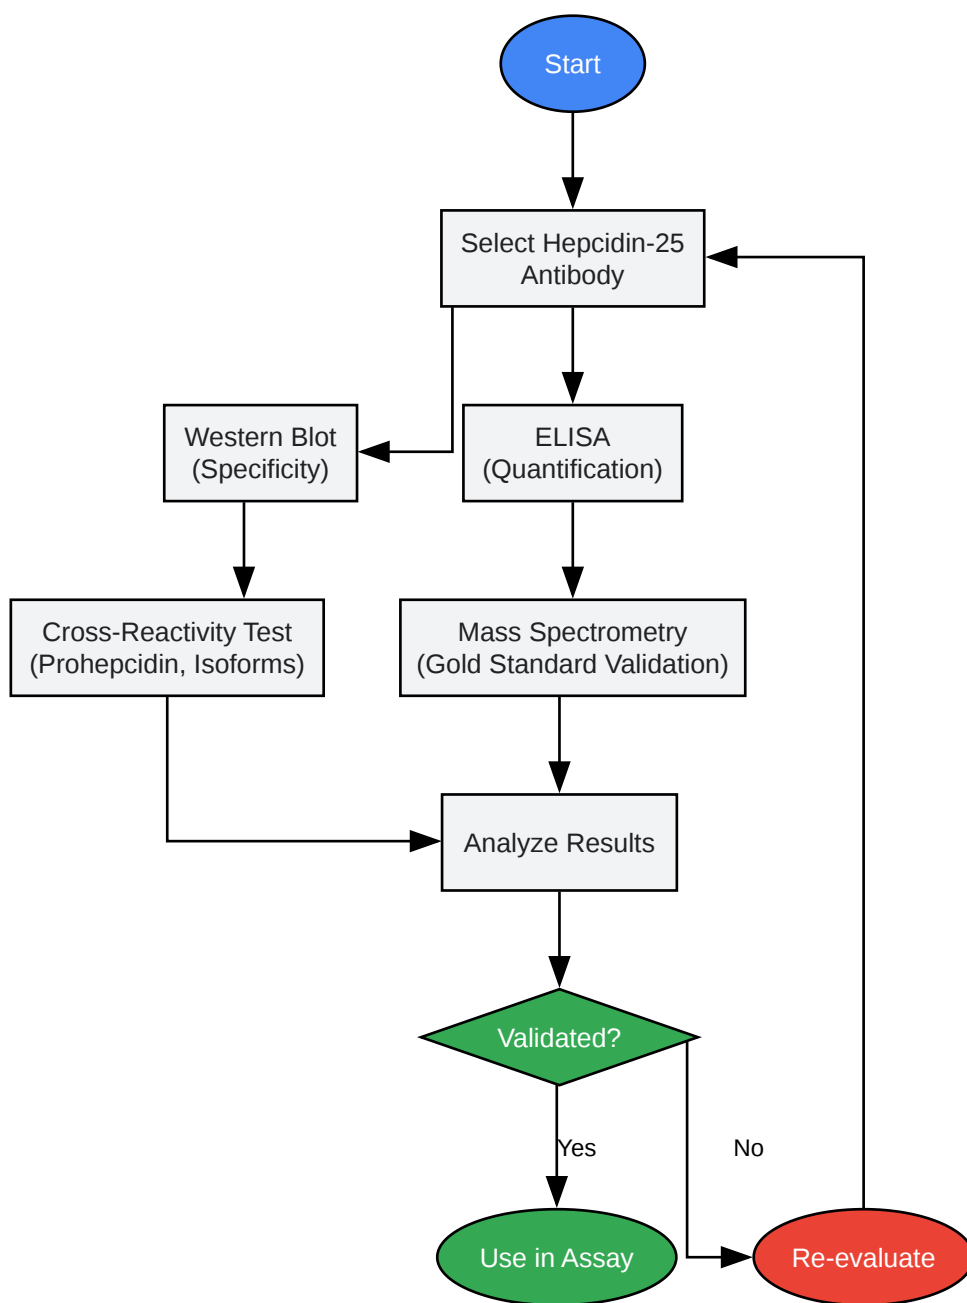 Start
Select Hepcidin-25
Antibody
Western Blot
(Specificity)
ELISA
(Quantification)
Cross-Reactivity Test
(Prohepcidin, Isoforms)
Mass Spectrometry
(Gold Standard Validation)
Analyze Results
Validated?
Yes
No
Use in Assay
Re-evaluate